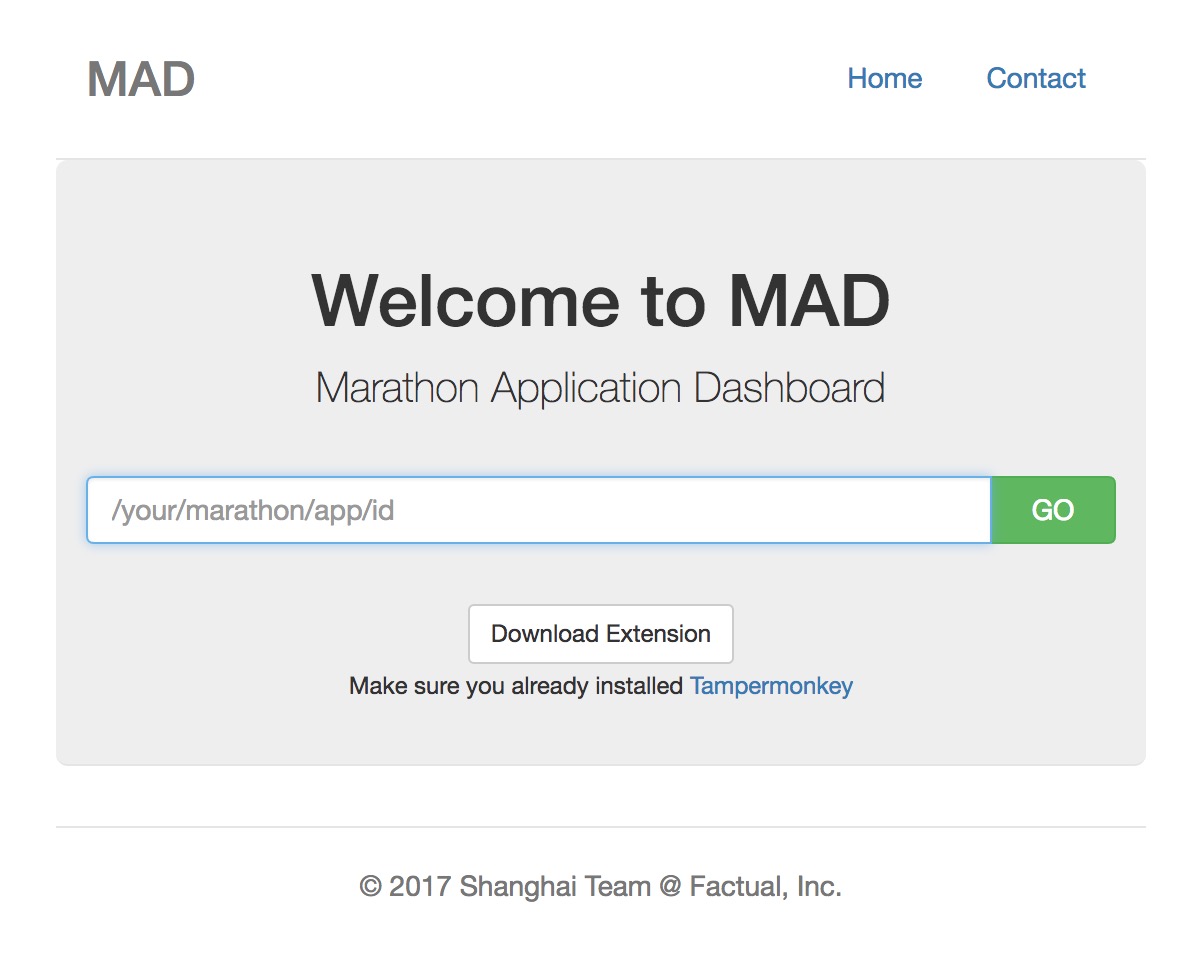 MAD
Home
Contact
Welcome to MAD
Marathon Application Dashboard
/your/marathon/app/id
GO
Download Extension
Make sure you already installed Tampermonkey
© 2017 Shanghai Team @ Factual, Inc.